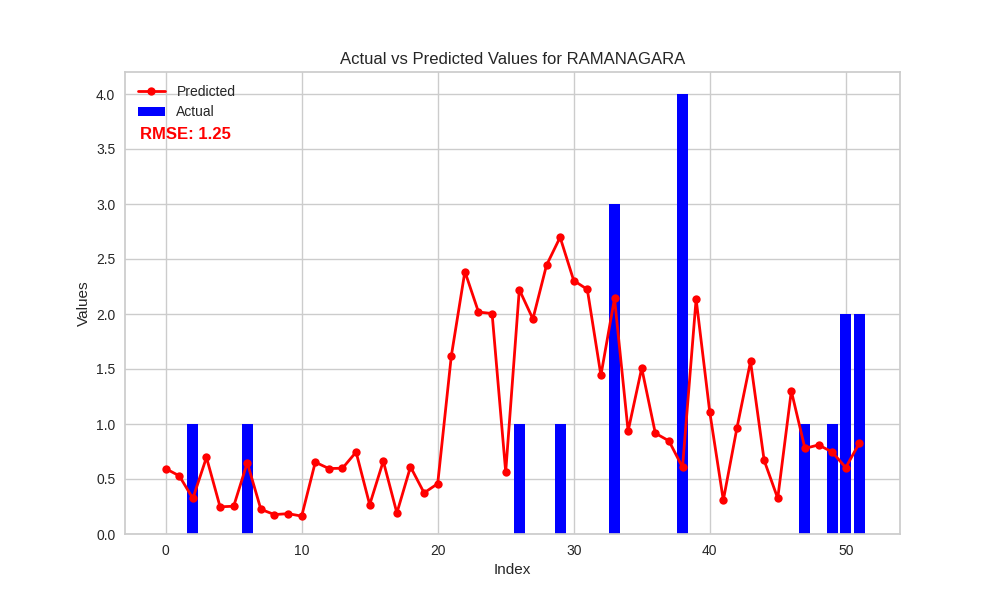 Actual vs Predicted Values for RAMANAGARA
Predicted
Actual
RMSE: 1.25
4.0
3.5
3.0
2.5
2.0
1.5
1.0
0.5
0.0
Values
0 10 20 30 40 50
Index